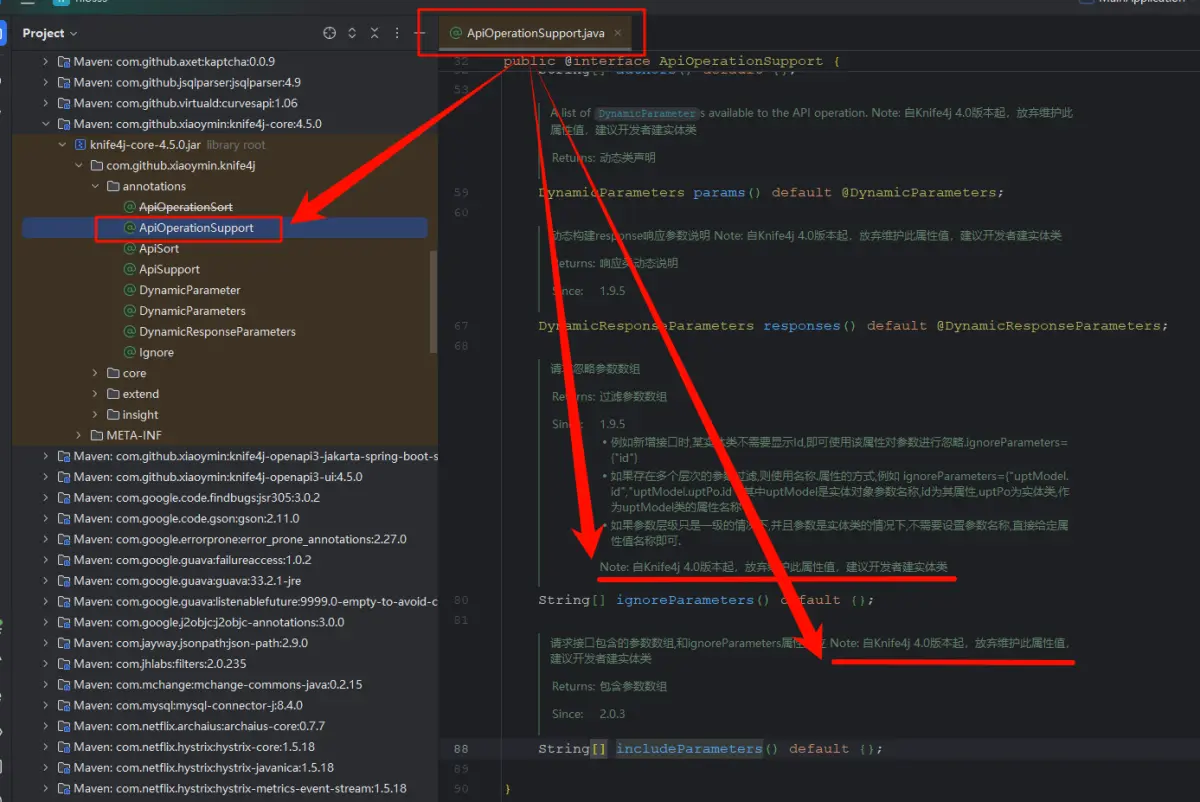 Project
ApiOperationSupport.java
Maven: com.github.axet:kaptcha:0.0.9
Maven: com.github.jsqlparser:jsqlparser:4.9
Maven: com.github.virtuald:curvesapi:1.06
Maven: com.github.xiaoymin:knife4j-core:4.5.0
knife4j-core-4.5.0.jar library root
com.github.xiaoymin.knife4j
annotations
ApiOperationSort
ApiOperationSupport
ApiSort
ApiSupport
DynamicParameter
DynamicParameters
DynamicResponseParameters
Ignore
core
extend
insight
META-INF
Maven: com.github.xiaoymin:knife4j-openapi3-jakarta-spring-boot-s
Maven: com.github.xiaoymin:knife4j-openapi3-ui:4.5.0
Maven: com.google.code.findbugs:jsr305:3.0.2
Maven: com.google.code.gson:gson:2.11.0
Maven: com.google.errorprone:error_prone_annotations:2.27.0
Maven: com.google.guava:failureaccess:1.0.2
Maven: com.google.guava:guava:33.2.1-jre
Maven: com.google.guava:listenablefuture:9999.0-empty-to-avoid-c
Maven: com.google.j2objc:j2objc-annotations:3.0.0
Maven: com.jayway.jsonpath:json-path:2.9.0
Maven: com.jhlabs:filters:2.0.235
Maven: com.mchange:mchange-commons-java:0.2.15
Maven: com.mysql:mysql-connector-j:8.4.0
Maven: com.netflix.archaius:archaius-core:0.7.7
Maven: com.netflix.hystrix:hystrix-core:1.5.18
Maven: com.netflix.hystrix:hystrix-javanica:1.5.18
Maven: com.netflix.hystrix:hystrix-metrics-event-stream:1.5.18
32 public @interface ApiOperationSupport {
53
A list of DynamicParameters available to the API operation. Note: 自Knife4j 4.0版本起，放弃维护此
属性值，建议开发者建实体类
Returns: 动态类声明
59 DynamicParameters params() default @DynamicParameters;
60
动态构建response响应参数说明 Note: 自Knife4j 4.0版本起，放弃维护此属性值，建议开发者建实体类
Returns: 响应类动态说明
Since: 1.9.5
67 DynamicResponseParameters responses() default @DynamicResponseParameters;
68
请求忽略参数数组
Returns: 过滤参数数组
Since: 1.9.5
• 例如新增接口时,某实体类不需要显示Id,即可使用该属性对参数进行忽略.ignoreParameters=
{"id"}
• 如果存在多个层次的参数过滤,则使用名称.属性的方式,例如 ignoreParameters={"uptModel.
id","uptModel.uptPo.id 其中uptModel是实体对象参数名称,id为其属性,uptPo为实体类,作
为uptModel类的属性名称
• 如果参数层级只是一级的情况下,并且参数是实体类的情况下,不需要设置参数名称,直接给定属
性值名称即可.
Note: 自Knife4j 4.0版本起，放弃维护此属性值，建议开发者建实体类
80 String[] ignoreParameters() default {};
81
请求接口包含的参数数组,和ignoreParameters属性 Note: 自Knife4j 4.0版本起，放弃维护此属性值，
建议开发者建实体类
Returns: 包含参数数组
Since: 2.0.3
88 String[] includeParameters() default {};
89
90 }